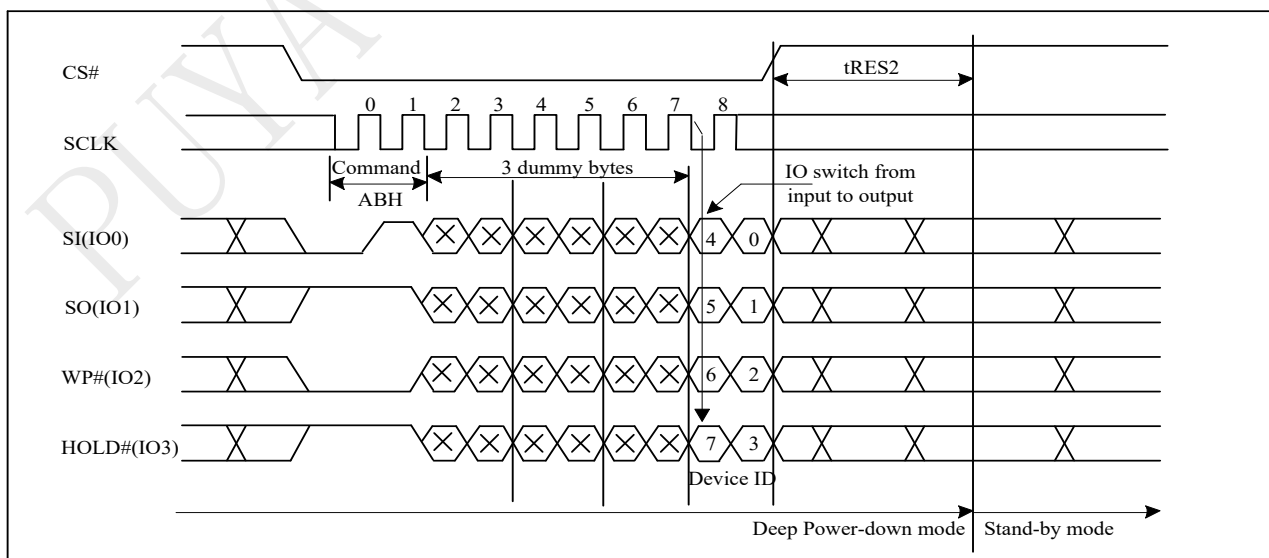 PUYA
CS#
tRES2
0 1 2 3 4 5 6 7 8
SCLK
Command
ABH
3 dummy bytes
IO switch from
input to output
SI(IO0)
4 0
SO(IO1)
5 1
WP#(IO2)
6 2
HOLD#(IO3)
7 3
Device ID
Deep Power-down mode Stand-by mode